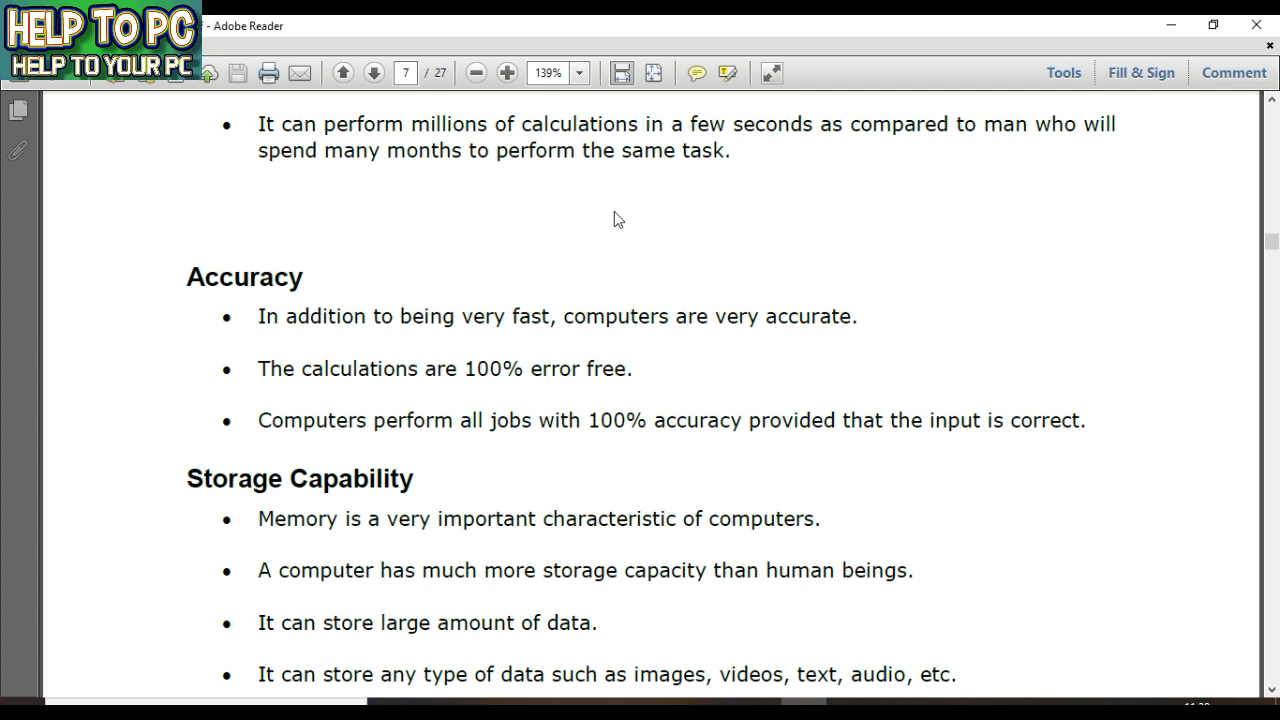 HELP TO PC
HELP TO YOUR PC
- Adobe Reader
7 / 27
139%
Tools
Fill & Sign
Comment
• It can perform millions of calculations in a few seconds as compared to man who will
spend many months to perform the same task.
Accuracy
• In addition to being very fast, computers are very accurate.
• The calculations are 100% error free.
• Computers perform all jobs with 100% accuracy provided that the input is correct.
Storage Capability
• Memory is a very important characteristic of computers.
• A computer has much more storage capacity than human beings.
• It can store large amount of data.
• It can store any type of data such as images, videos, text, audio, etc.